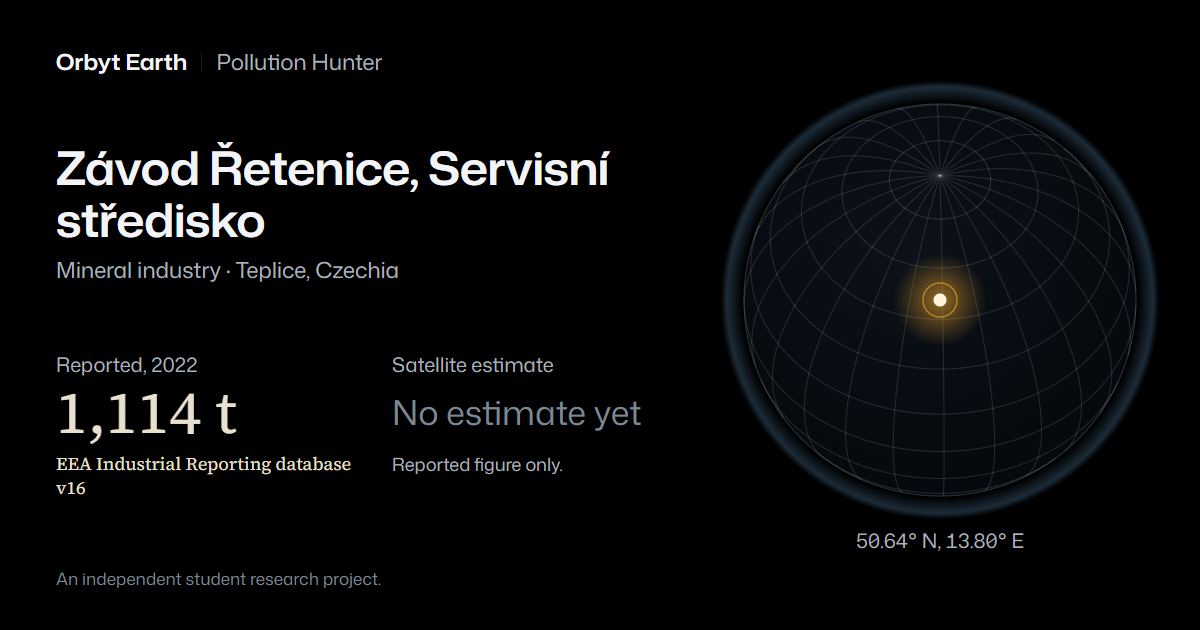 Orbyt Earth | Pollution Hunter
Závod Řetenice, Servisní
středisko
Mineral industry · Teplice, Czechia
Reported, 2022
1,114 t
EEA Industrial Reporting database
v16
Satellite estimate
No estimate yet
Reported figure only.
50.64° N, 13.80° E
An independent student research project.